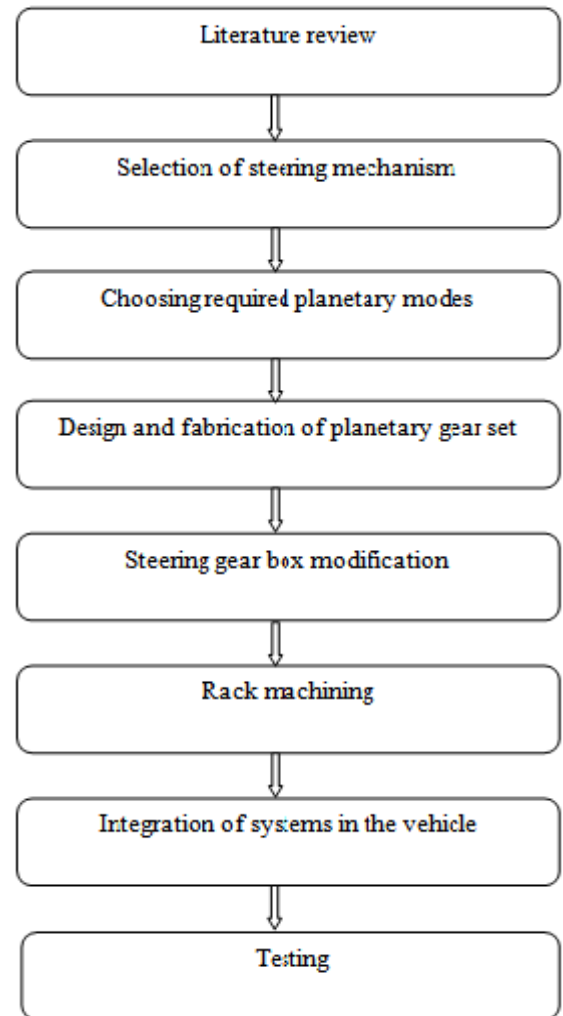 Literature review
Selection of steering mechanism
Choosing required planetary modes
Design and fabrication of planetary gear set
Steering gear box modification
Rack machining
Integration of systems in the vehicle
Testing